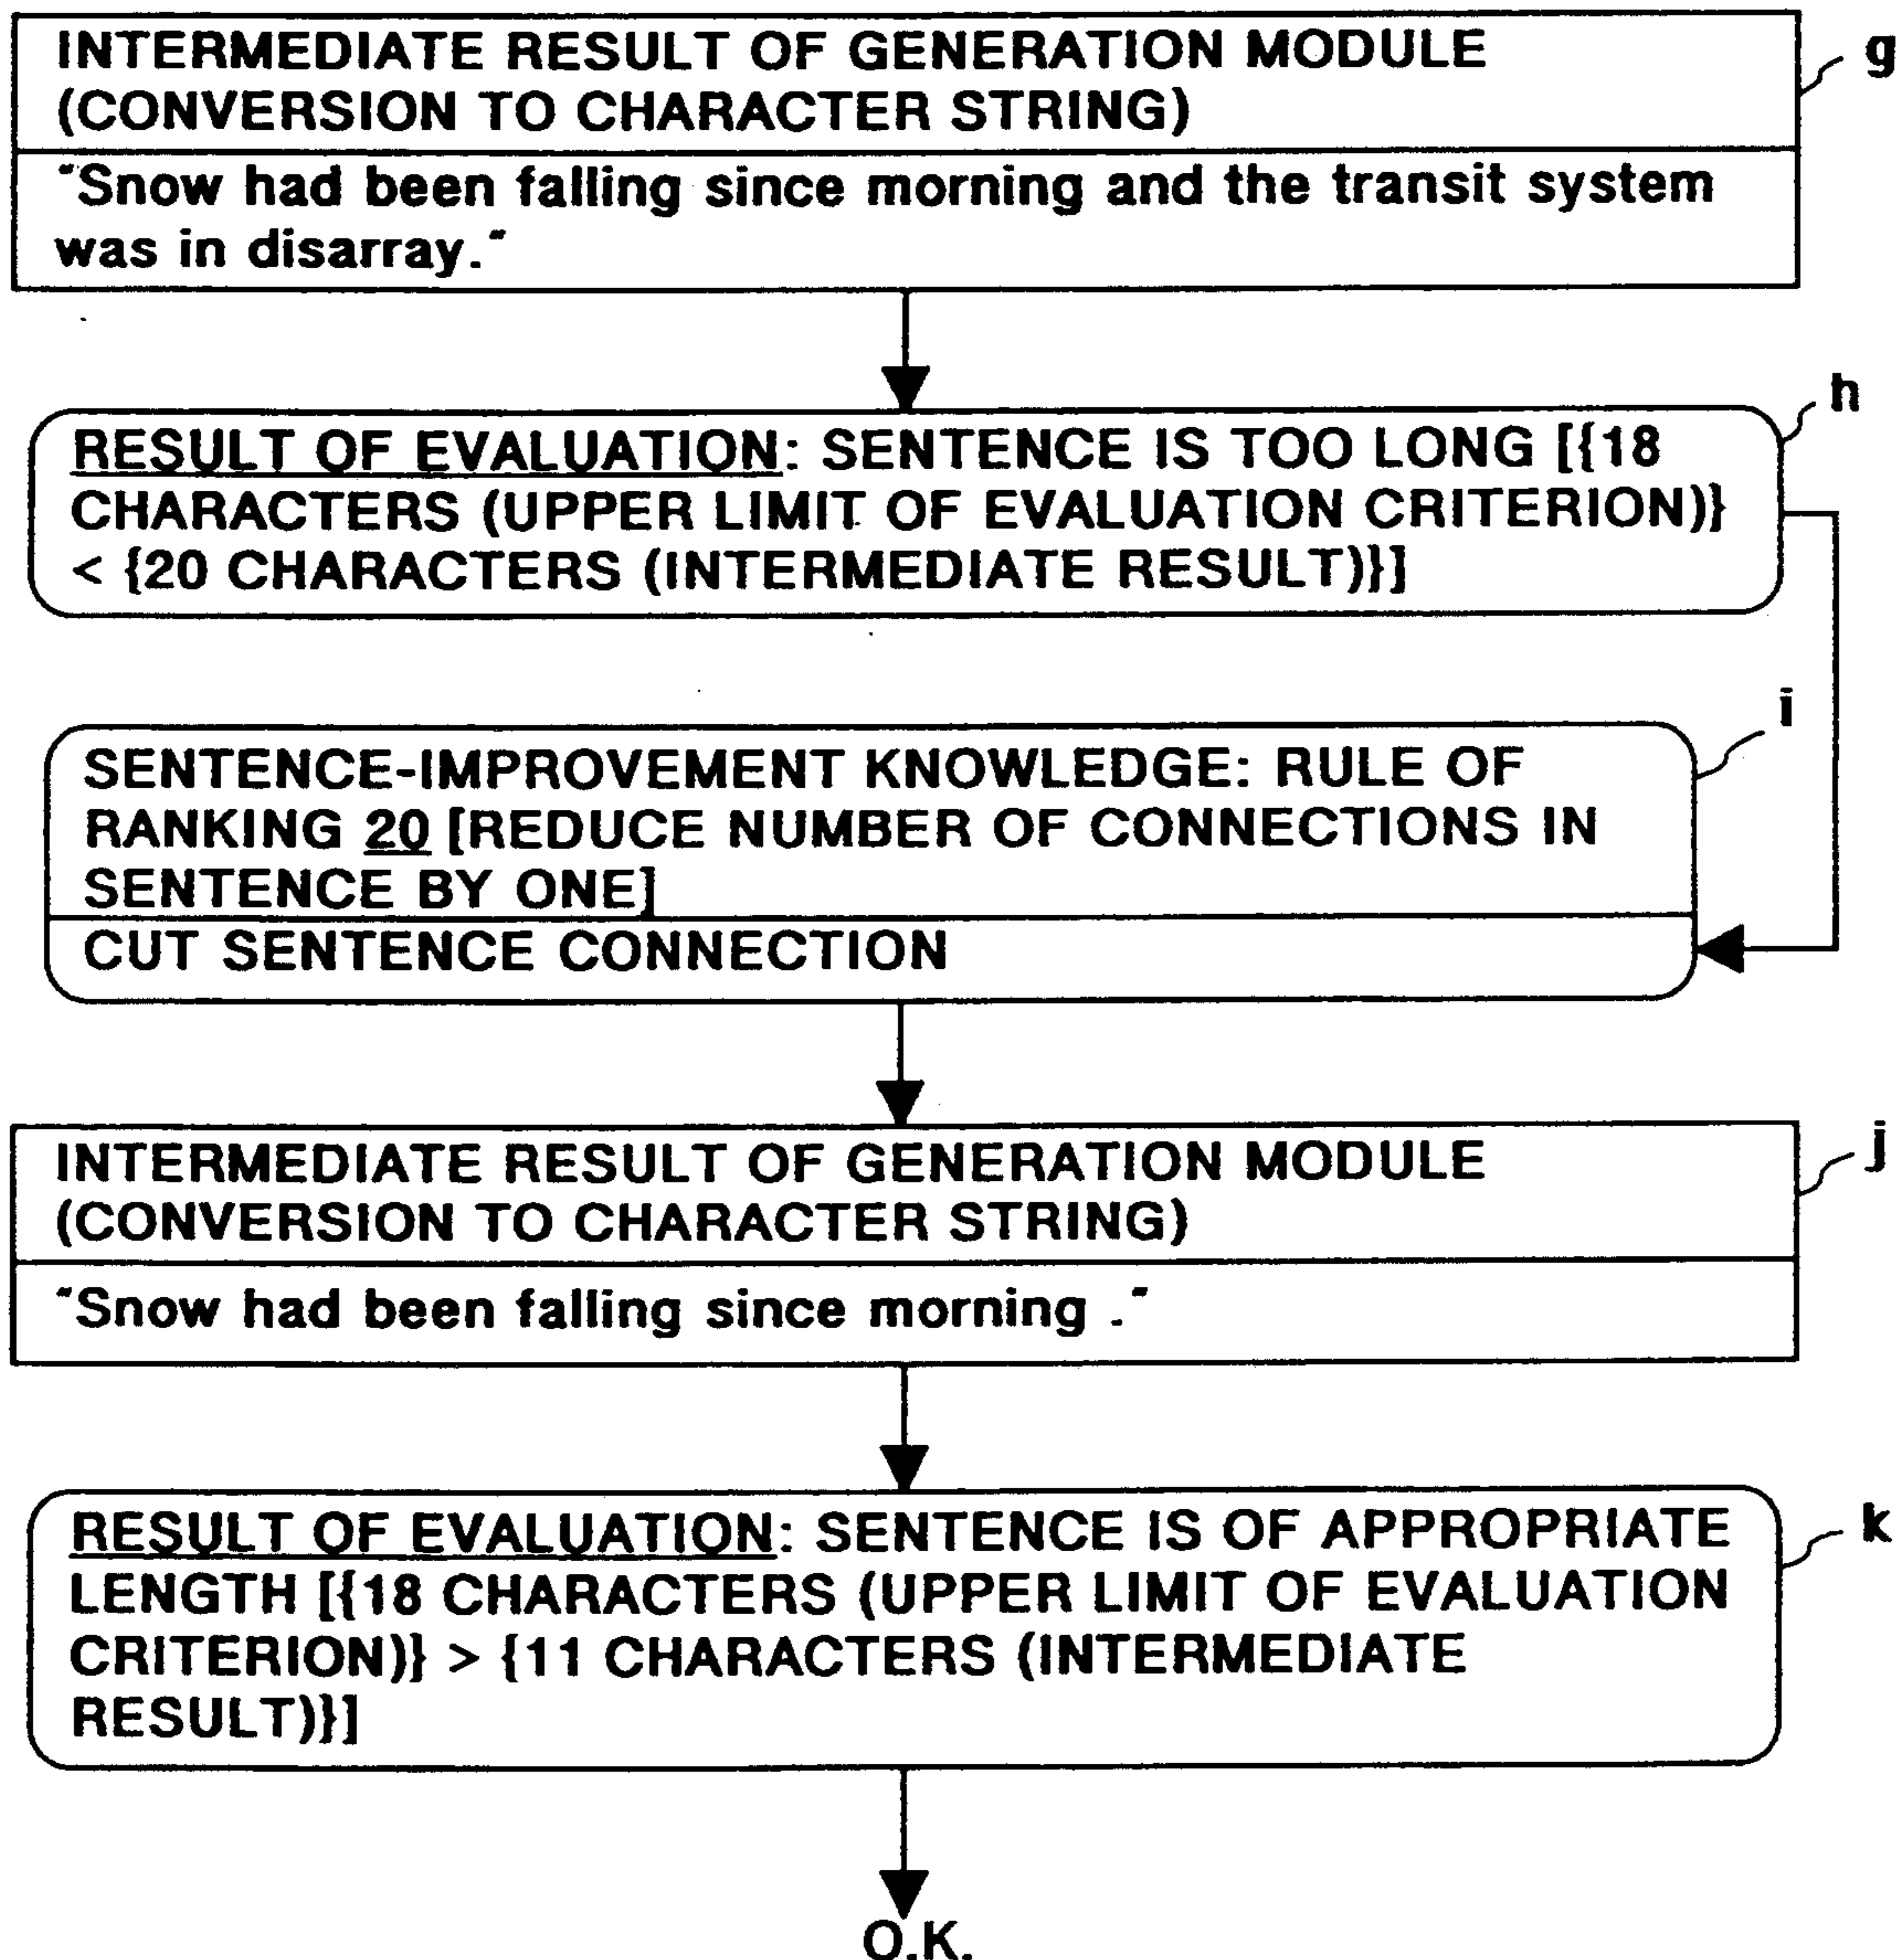 INTERMEDIATE RESULT OF GENERATION MODULE
(CONVERSION TO CHARACTER STRING)
g
"Snow had been falling since morning and the transit system
was in disarray."
h
RESULT OF EVALUATION: SENTENCE IS TOO LONG [{18
CHARACTERS (UPPER LIMIT OF EVALUATION CRITERION)}
< {20 CHARACTERS (INTERMEDIATE RESULT)}]
i
SENTENCE-IMPROVEMENT KNOWLEDGE: RULE OF
RANKING 20 [REDUCE NUMBER OF CONNECTIONS IN
SENTENCE BY ONE]
CUT SENTENCE CONNECTION
INTERMEDIATE RESULT OF GENERATION MODULE
(CONVERSION TO CHARACTER STRING)
j
"Snow had been falling since morning ."
RESULT OF EVALUATION: SENTENCE IS OF APPROPRIATE
LENGTH [{18 CHARACTERS (UPPER LIMIT OF EVALUATION
CRITERION)} > {11 CHARACTERS (INTERMEDIATE
RESULT)}]
k
O.K.